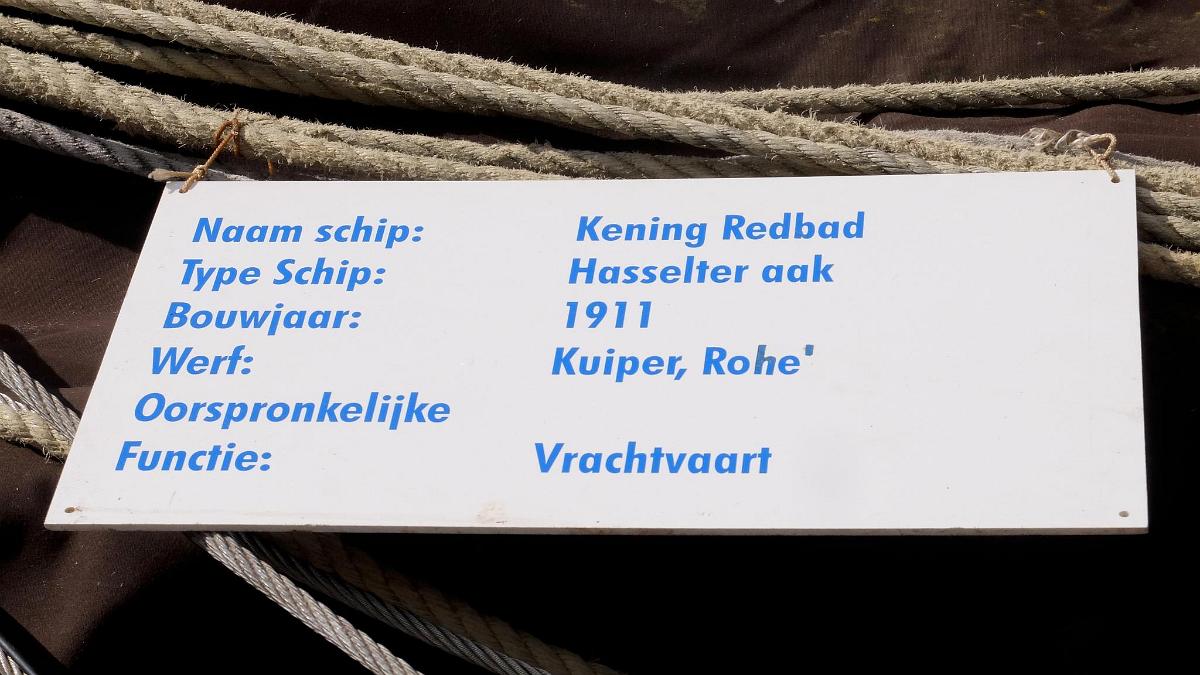 Naam schip: Kening Redbad
Type Schip: Hasselter aak
Bouwjaar: 1911
Werf: Kuiper, Rohe'
Oorspronkelijke
Functie: Vrachtvaart